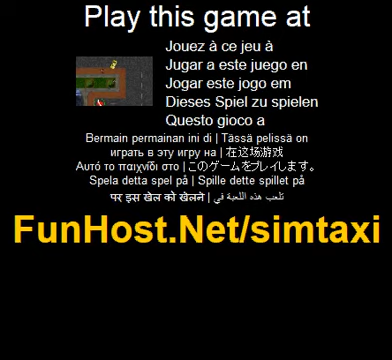 Play this game at
Jouez à ce jeu à
Jugar a este juego en
Jogar este jogo em
Dieses Spiel zu spielen
Questo gioco a
Bermain permainan ini di | Tässä pelissä on
играть в эту игру на | 在这场游戏
Αυτό το παιχνίδι στο | このゲームをプレイします。
Spela detta spel på | Spille dette spillet på
पर इस खेल को खेलने | تلعب هذه اللعبة في
FunHost.Net/simtaxi